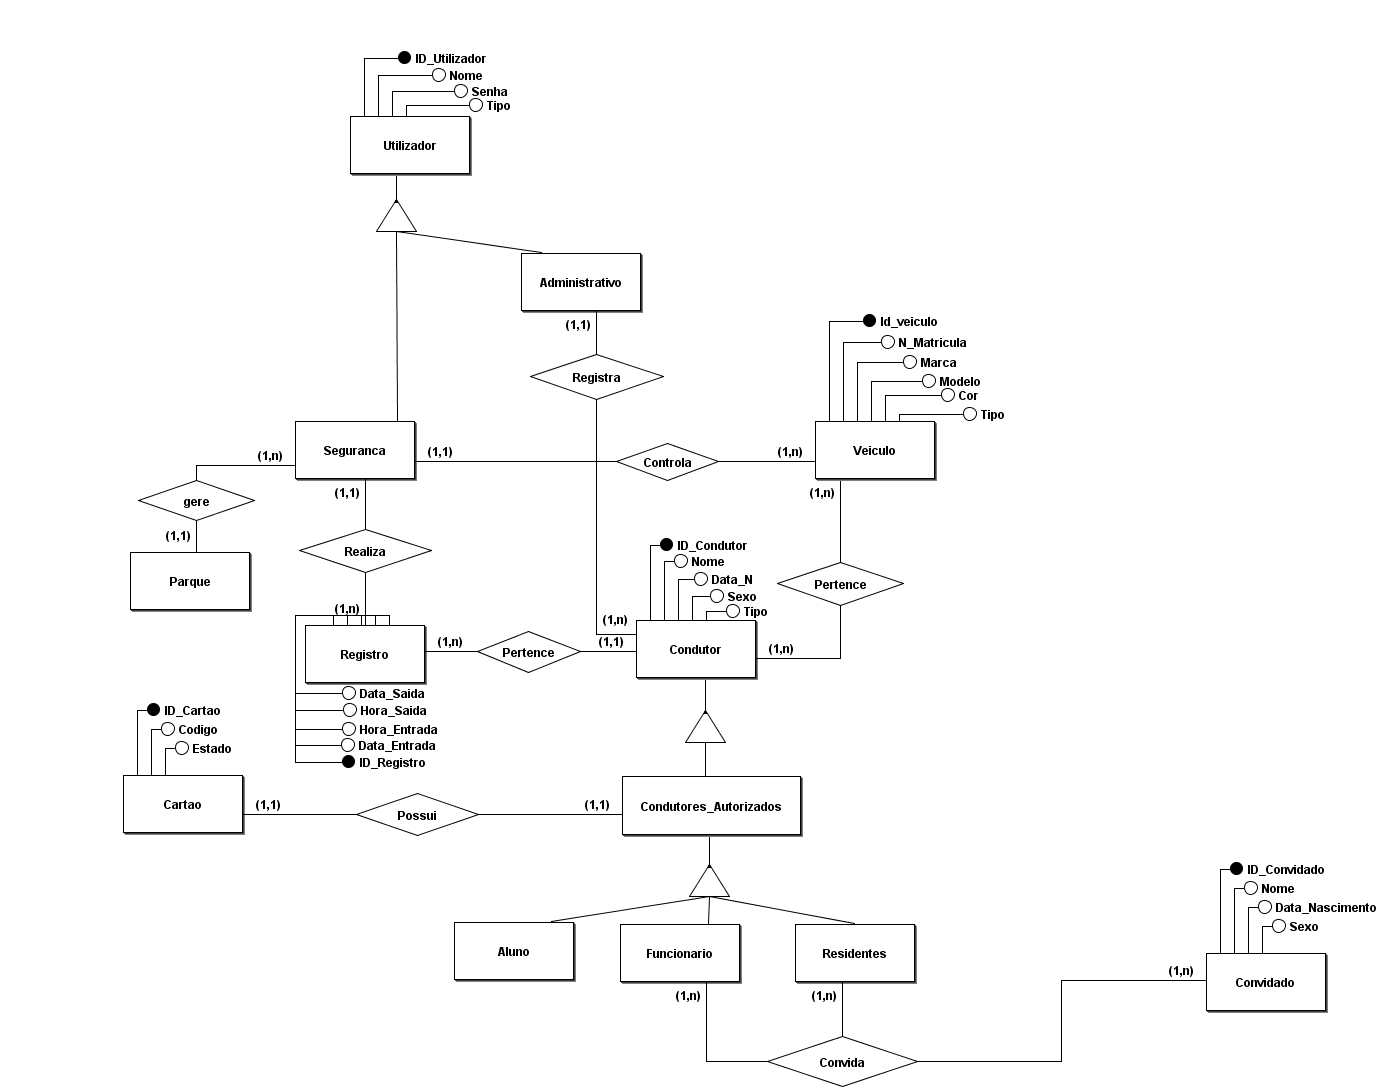 ID_Utilizador
Nome
Senha
Tipo
Utilizador
Administrativo
(1,1)
Registra
Id_veiculo
N_Matricula
Marca
Modelo
Cor
Tipo
Veiculo
Seguranca
(1,n)
(1,1)
Controla
(1,n)
gere
(1,1)
Parque
(1,1)
Realiza
(1,n)
(1,n)
Pertence
(1,n)
ID_Condutor
Nome
Data_N
Sexo
Tipo
(1,n)
Condutor
Registro
(1,n)
Pertence
(1,1)
Data_Saida
Hora_Saida
Hora_Entrada
Data_Entrada
ID_Registro
ID_Cartao
Codigo
Estado
Cartao
(1,1)
Possui
(1,1)
Condutores_Autorizados
Aluno
Funcionario
Residentes
(1,n)
(1,n)
Convida
(1,n)
ID_Convidado
Nome
Data_Nascimento
Sexo
Convidado